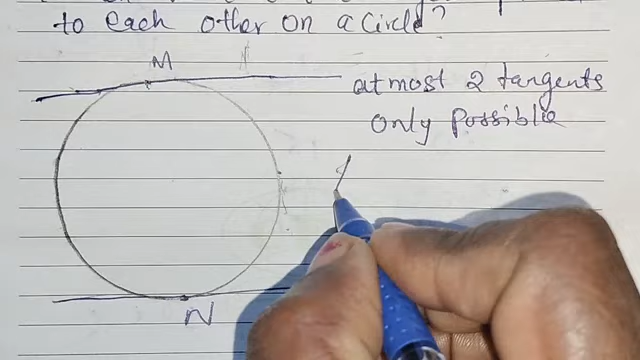 to each other on a Circle?
M
atmost 2 tangents
only possible
N